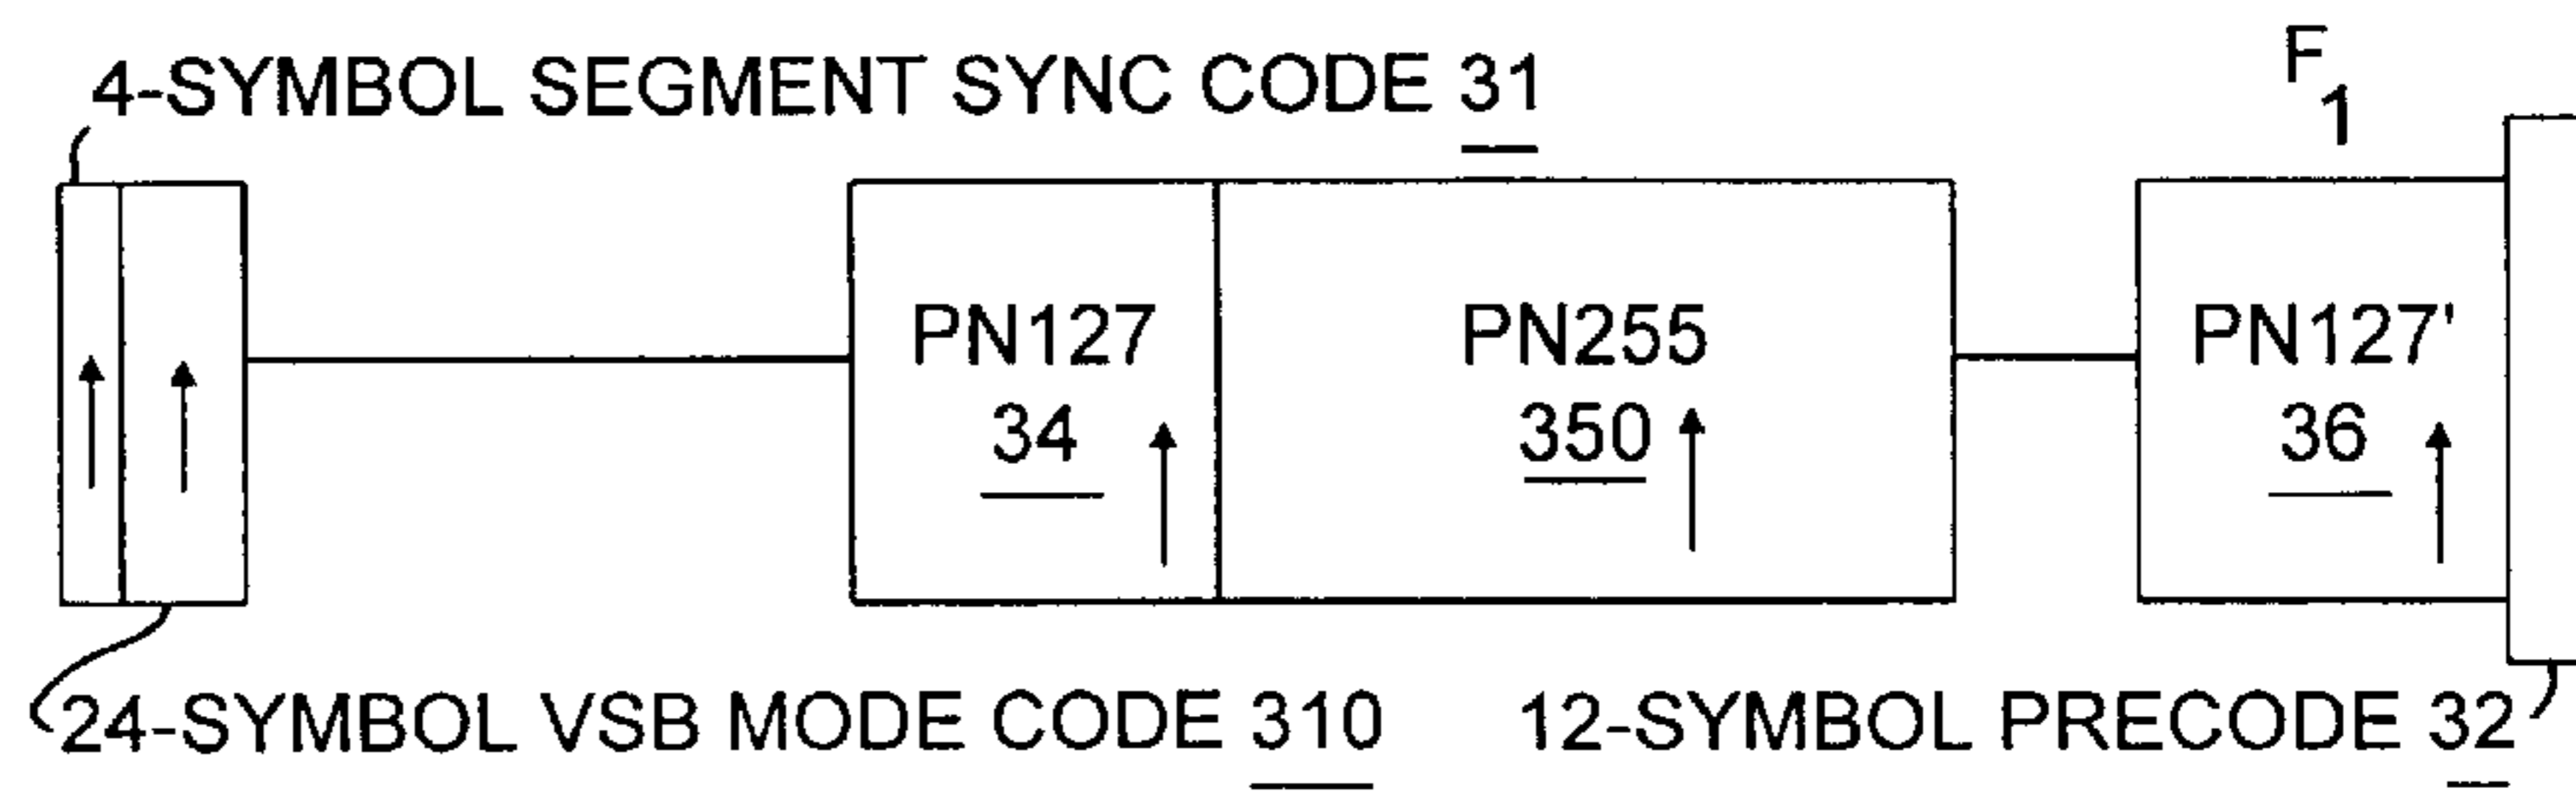 4-SYMBOL SEGMENT SYNC CODE 31
F1
PN127
34
PN255
350
PN127'
36
24-SYMBOL VSB MODE CODE 310
12-SYMBOL PRECODE 32